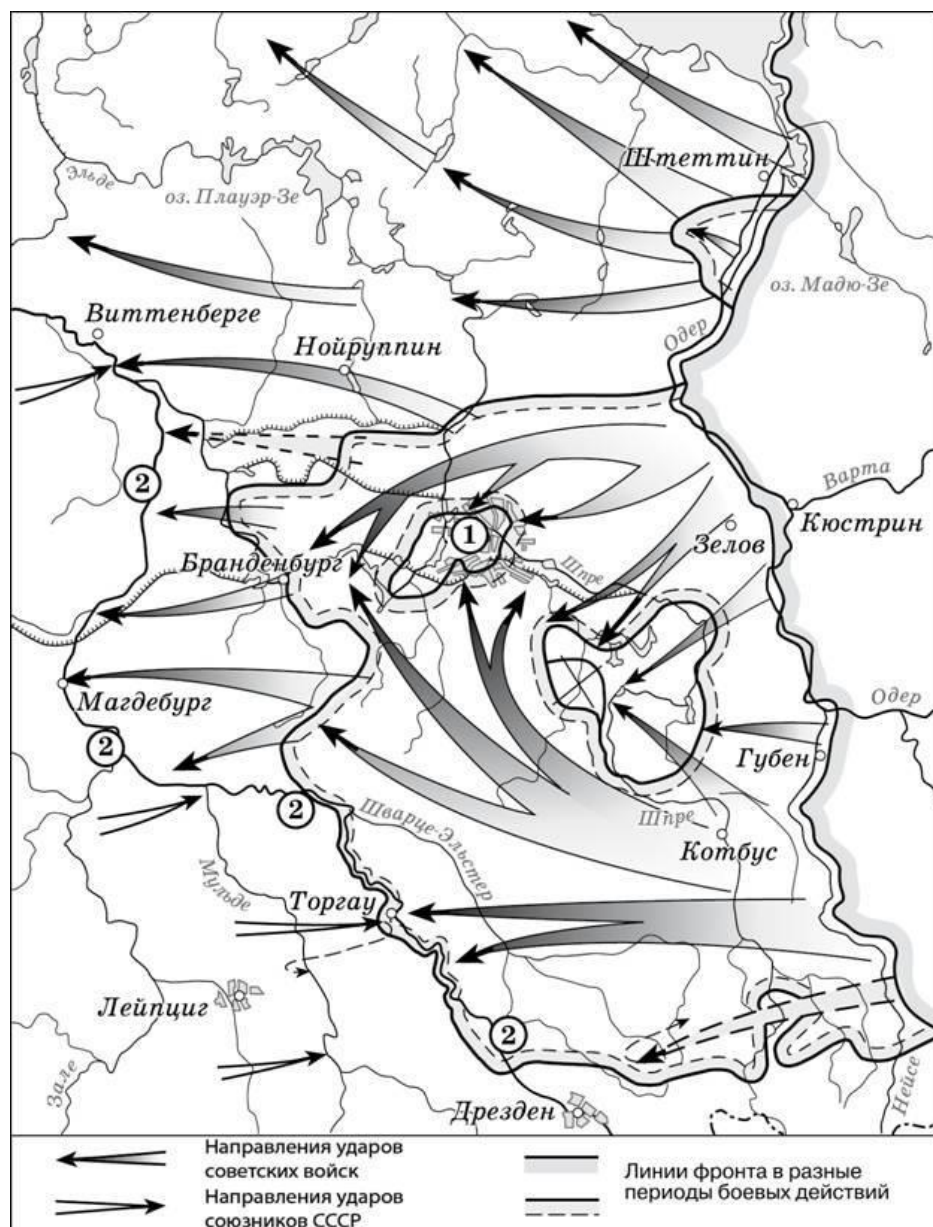 Штеттин
Эльде
оз. Плауэр-Зе
оз. Мадю-Зе
Виттенберге
Нойруппин
Одер
2
Варта
1
Кюстрин
Зелов
Бранденбург
Шпре
Магдебург
Одер
2
Губен
2
Шварце-Эльстер
Шпре
Котбус
Мульде
Торгау
Лейпциг
2
Зале
Дрезден
Нейсе
Направления ударов
советских войск
Направления ударов
союзников СССР
Линии фронта в разные
периоды боевых действий